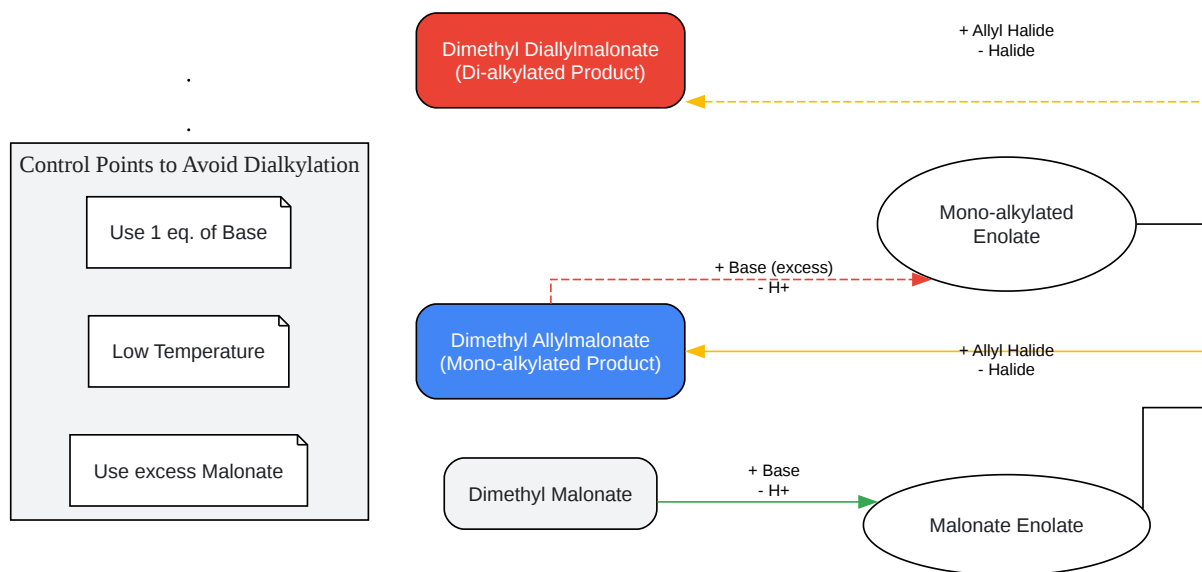 Control Points to Avoid Dialkylation
Use 1 eq. of Base
Low Temperature
Use excess Malonate
Dimethyl Diallylmalonate
(Di-alkylated Product)
+ Allyl Halide
- Halide
Mono-alkylated
Enolate
+ Base (excess)
- H+
Dimethyl Allylmalonate
(Mono-alkylated Product)
+ Allyl Halide
- Halide
Dimethyl Malonate
+ Base
- H+
Malonate Enolate